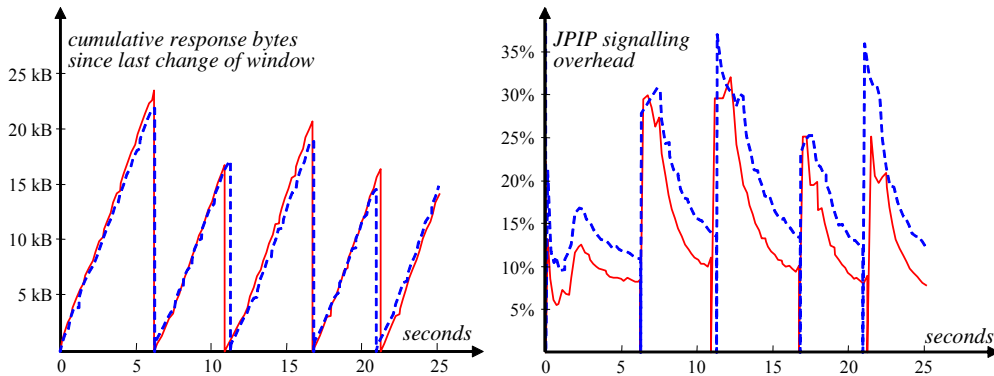 cumulative response bytes
since last change of window
25 kB
20 kB
15 kB
10 kB
5 kB
seconds
0 5 10 15 20 25
JPIP signalling
overhead
35%
30%
25%
20%
15%
10%
5%
seconds
0 5 10 15 20 25